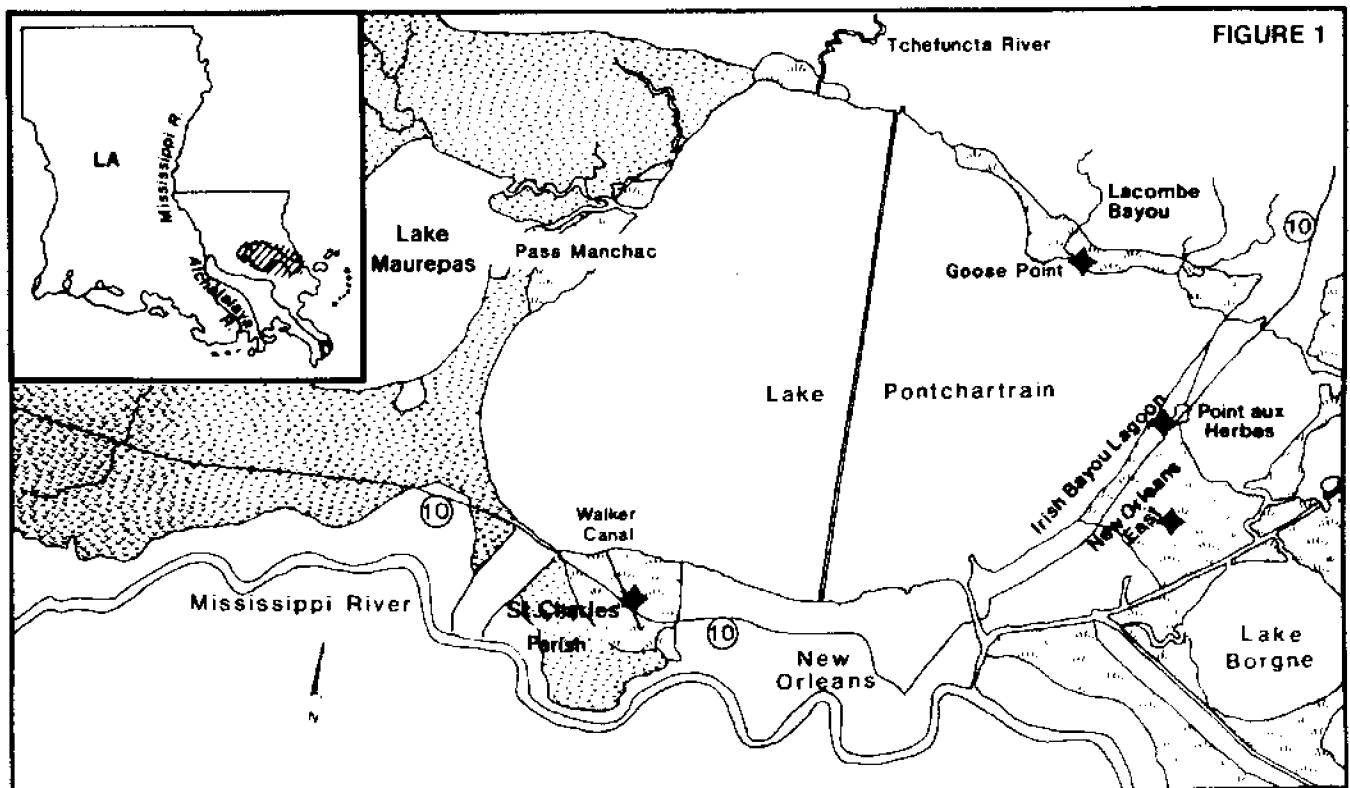 FIGURE 1
Tchefuncta River
Mississippi R.
LA
Atchafalaya
R.
Lake
Maurepas
Pass Manchac
Lacombe
Bayou
10
Goose Point
Lake Pontchartrain
Point aux
Herbes
Irish Bayou Lagoon
New Orleans
East
10
Walker
Canal
Mississippi River
St. Charles
Parish
10
New
Orleans
Lake
Borgne
N